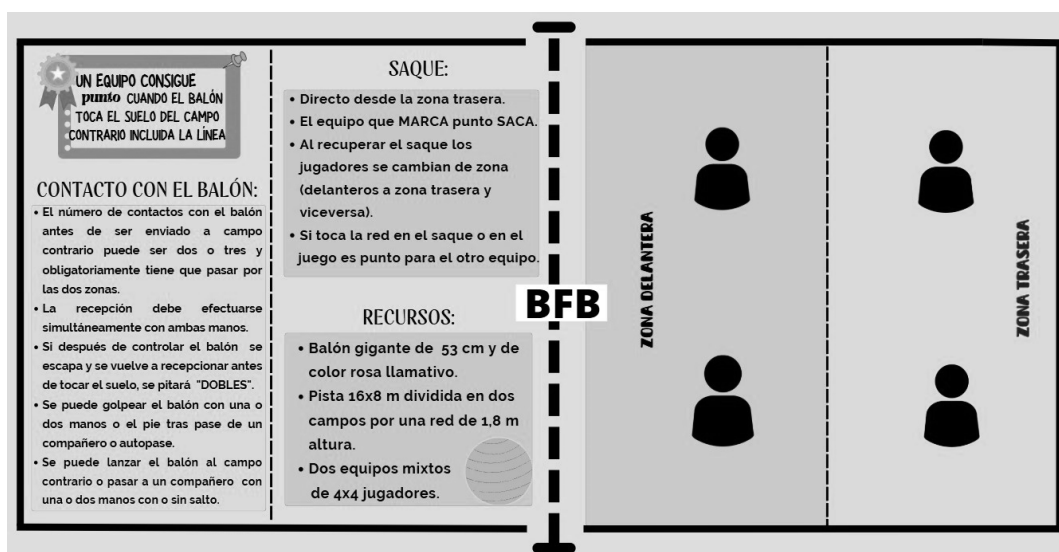 UN EQUIPO CONSIGUE
punto CUANDO EL BALÓN
TOCA EL SUELO DEL CAMPO
CONTRARIO INCLUIDA LA LÍNEA
CONTACTO CON EL BALÓN:
• El número de contactos con el balón
antes de ser enviado a campo
contrario puede ser dos o tres y
obligatoriamente tiene que pasar por
las dos zonas.
• La recepción debe efectuarse
simultáneamente con ambas manos.
• Si después de controlar el balón se
escapa y se vuelve a recepcionar antes
de tocar el suelo, se pitará "DOBLES".
• Se puede golpear el balón con una o
dos manos o el pie tras pase de un
compañero o autopase.
• Se puede lanzar el balón al campo
contrario o pasar a un compañero con
una o dos manos con o sin salto.
SAQUE:
• Directo desde la zona trasera.
• El equipo que MARCA punto SACA.
• Al recuperar el saque los
jugadores se cambian de zona
(delanteros a zona trasera y
viceversa).
• Si toca la red en el saque o en el
juego es punto para el otro equipo.
RECURSOS:
• Balón gigante de 53 cm y de
color rosa llamativo.
• Pista 16x8 m dividida en dos
campos por una red de 1,8 m
altura.
• Dos equipos mixtos
de 4x4 jugadores.
BFB
ZONA DELANTERA
ZONA TRASERA